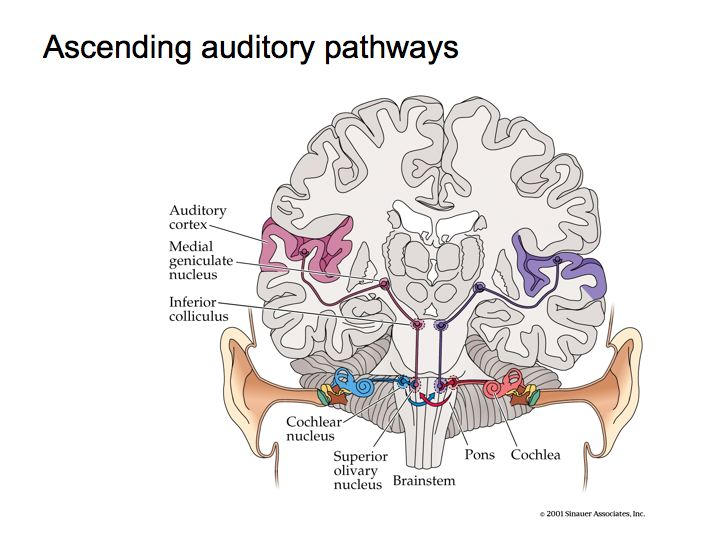 Ascending auditory pathways
Auditory
cortex
Medial
geniculate
nucleus
Inferior
colliculus
Cochlear
nucleus
Superior
olivary
nucleus
Brainstem
Pons
Cochlea
© 2001 Sinauer Associates, Inc.